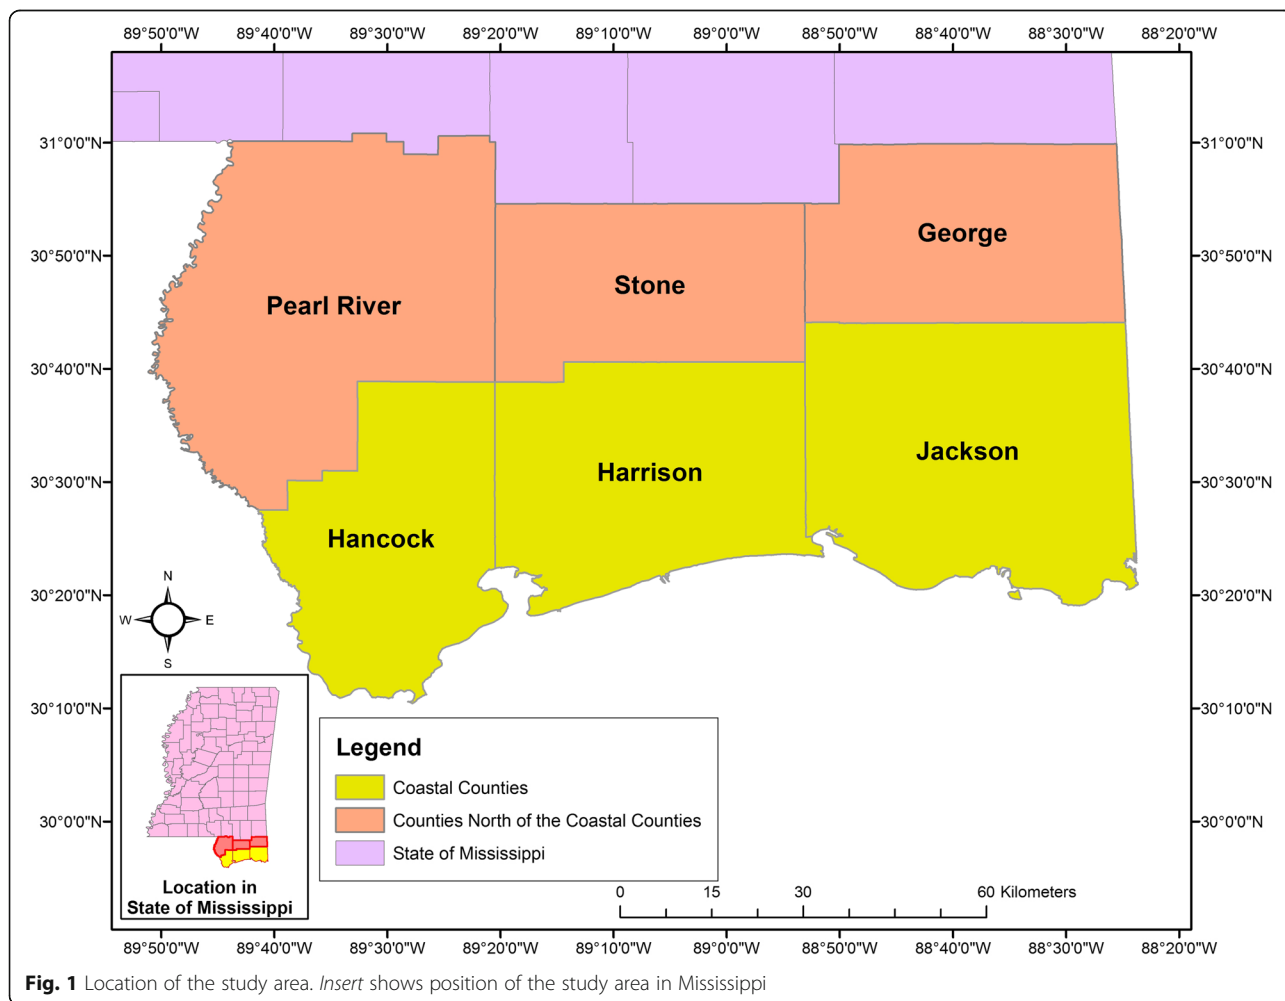 89°50'0"W 89°40'0"W 89°30'0"W 89°20'0"W 89°10'0"W 89°0'0"W 88°50'0"W 88°40'0"W 88°30'0"W 88°20'0"W
31°0'0"N 31°0'0"N
George
30°50'0"N 30°50'0"N
Stone
Pearl River
30°40'0"N 30°40'0"N
Jackson
Harrison
30°30'0"N 30°30'0"N
Hancock
N
30°20'0"N 30°20'0"N
W E
S
30°10'0"N 30°10'0"N
Legend
Coastal Counties
Counties North of the Coastal Counties
30°0'0"N 30°0'0"N
State of Mississippi
Location in
State of Mississippi
0 15 30 60 Kilometers
89°50'0"W 89°40'0"W 89°30'0"W 89°20'0"W 89°10'0"W 89°0'0"W 88°50'0"W 88°40'0"W 88°30'0"W 88°20'0"W
Fig. 1 Location of the study area. Insert shows position of the study area in Mississippi